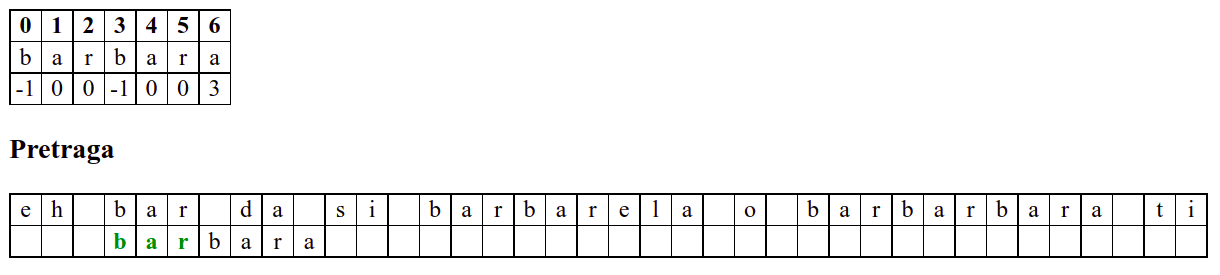 0 1 2 3 4 5 6
b a r b a r a
-1 0 0 -1 0 0 3
Pretraga
e h   b a r   d a   s i   b a r b a r e l a   o   b a r b a r b a r a   t i
b a r b a r a